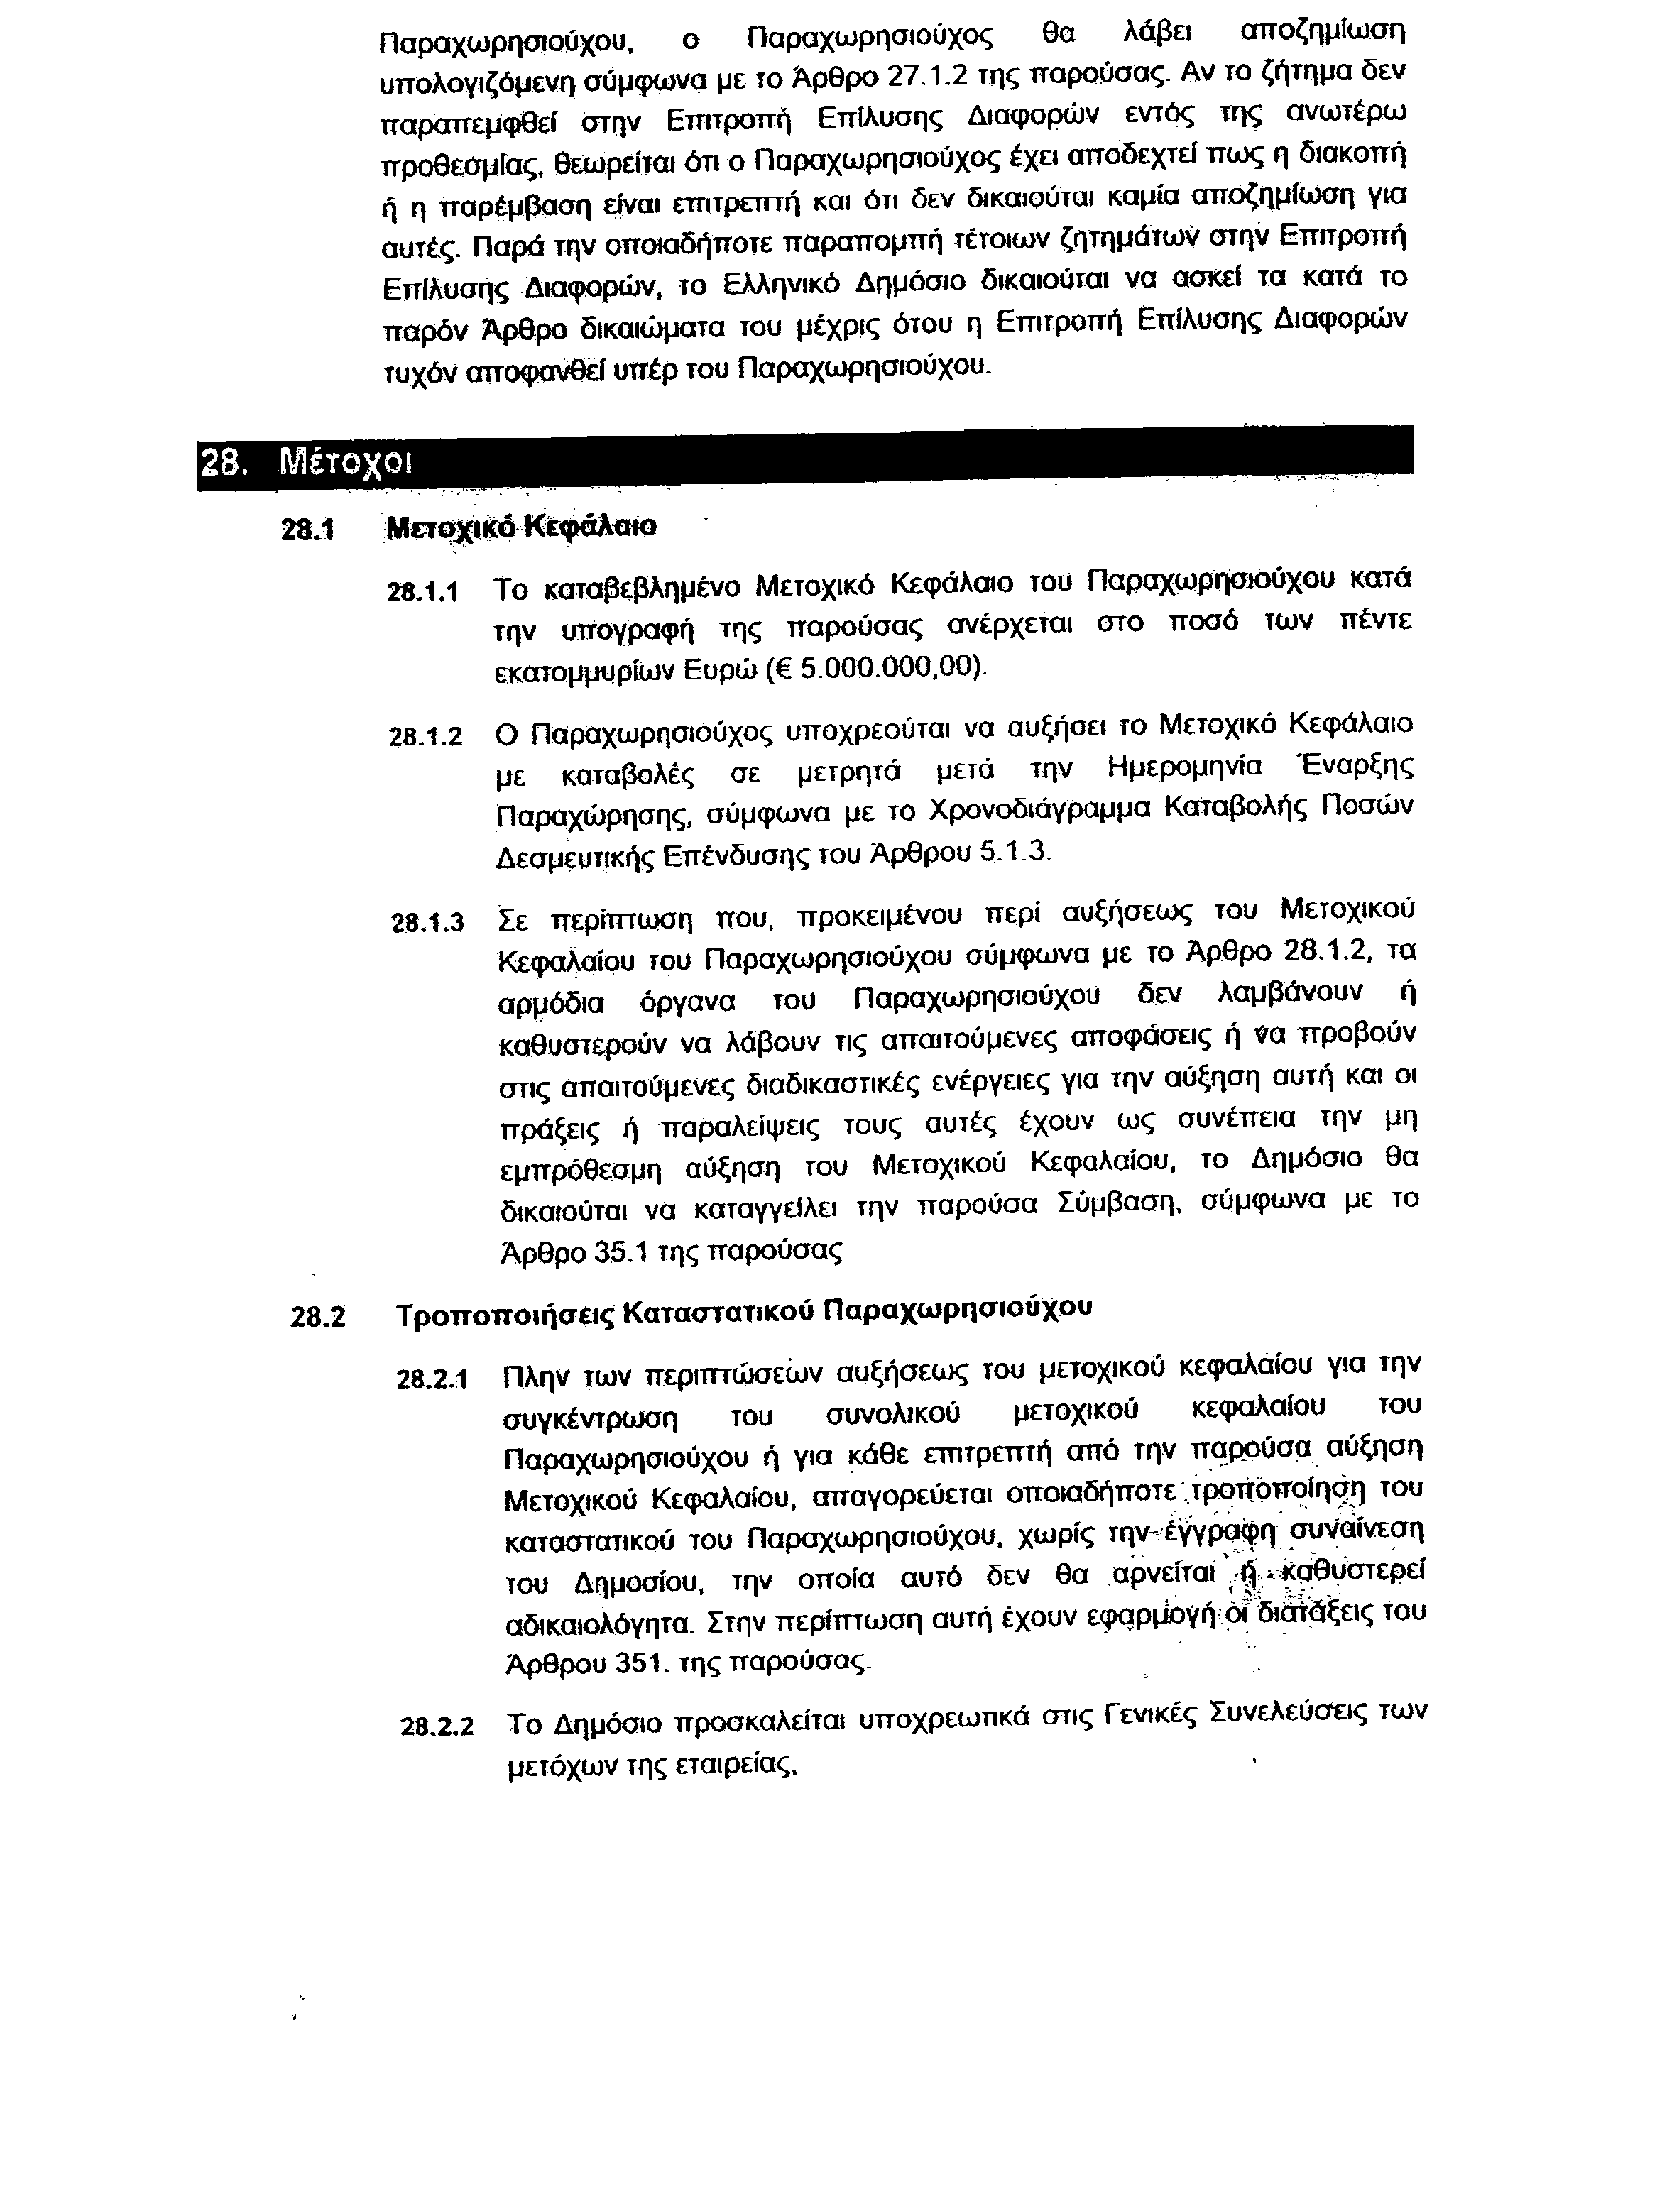 Παραχωρησιούχου, ο Παραχωρησιούχος θα λάβει αποζημίωση
υπολογιζόμενη σύμφωνα με το Άρθρο 27.1.2 της παρούσας. Αν το ζήτημα δεν
παραπεμφθεί στην Επιτροπή Επίλυσης Διαφορών εντός της ανωτέρω
προθεσμίας, θεωρείται ότι ο Παραχωρησιούχος έχει αποδεχτεί πως η διακοπή
ή η παρέμβαση είναι επιτρεπτή και ότι δεν δικαιούται καμία αποζημίωση για
αυτές. Παρά την οποιαδήποτε παραπομπή τέτοιων ζητημάτων στην Επιτροπή
Επίλυσης Διαφορών, το Ελληνικό Δημόσιο δικαιούται να ασκεί τα κατά το
παρόν Άρθρο δικαιώματα του μέχρις ότου η Επιτροπή Επίλυσης Διαφορών
τυχόν αποφανθεί υπέρ του Παραχωρησιούχου.
28. Μέτοχοι
28.1 Μετοχικό Κεφάλαιο
28.1.1 Το καταβεβλημένο Μετοχικό Κεφάλαιο του Παραχωρησιούχου κατά
την υπογραφή της παρούσας ανέρχεται στο ποσό των πέντε
εκατομμυρίων Ευρώ (€ 5.000.000,00).
28.1.2 Ο Παραχωρησιούχος υποχρεούται να αυξήσει το Μετοχικό Κεφάλαιο
με καταβολές σε μετρητά μετά την Ημερομηνία Έναρξης
Παραχώρησης, σύμφωνα με το Χρονοδιάγραμμα Καταβολής Ποσών
Δεσμευτικής Επένδυσης του Άρθρου 5.1.3.
28.1.3 Σε περίπτωση που, προκειμένου περί αυξήσεως του Μετοχικού
Κεφαλαίου του Παραχωρησιούχου σύμφωνα με το Άρθρο 28.1.2, τα
αρμόδια όργανα του Παραχωρησιούχου δεν λαμβάνουν ή
καθυστερούν να λάβουν τις απαιτούμενες αποφάσεις ή να προβούν
στις απαιτούμενες διαδικαστικές ενέργειες για την αύξηση αυτή και οι
πράξεις ή παραλείψεις τους αυτές έχουν ως συνέπεια την μη
εμπρόθεσμη αύξηση του Μετοχικού Κεφαλαίου, το Δημόσιο θα
δικαιούται να καταγγείλει την παρούσα Σύμβαση, σύμφωνα με το
Άρθρο 35.1 της παρούσας
28.2 Τροποποιήσεις Καταστατικού Παραχωρησιούχου
28.2.1 Πλην των περιπτώσεων αυξήσεως του μετοχικού κεφαλαίου για την
συγκέντρωση του συνολικού μετοχικού κεφαλαίου του
Παραχωρησιούχου ή για κάθε επιτρεπτή από την παρούσα αύξηση
Μετοχικού Κεφαλαίου, απαγορεύεται οποιαδήποτε τροποποίηση του
καταστατικού του Παραχωρησιούχου, χωρίς την έγγραφη συναίνεση
του Δημοσίου, την οποία αυτό δεν θα αρνείται ή καθυστερεί
αδικαιολόγητα. Στην περίπτωση αυτή έχουν εφαρμογή οι διατάξεις του
Άρθρου 351. της παρούσας.
28.2.2 Το Δημόσιο προσκαλείται υποχρεωτικά στις Γενικές Συνελεύσεις των
μετόχων της εταιρείας,